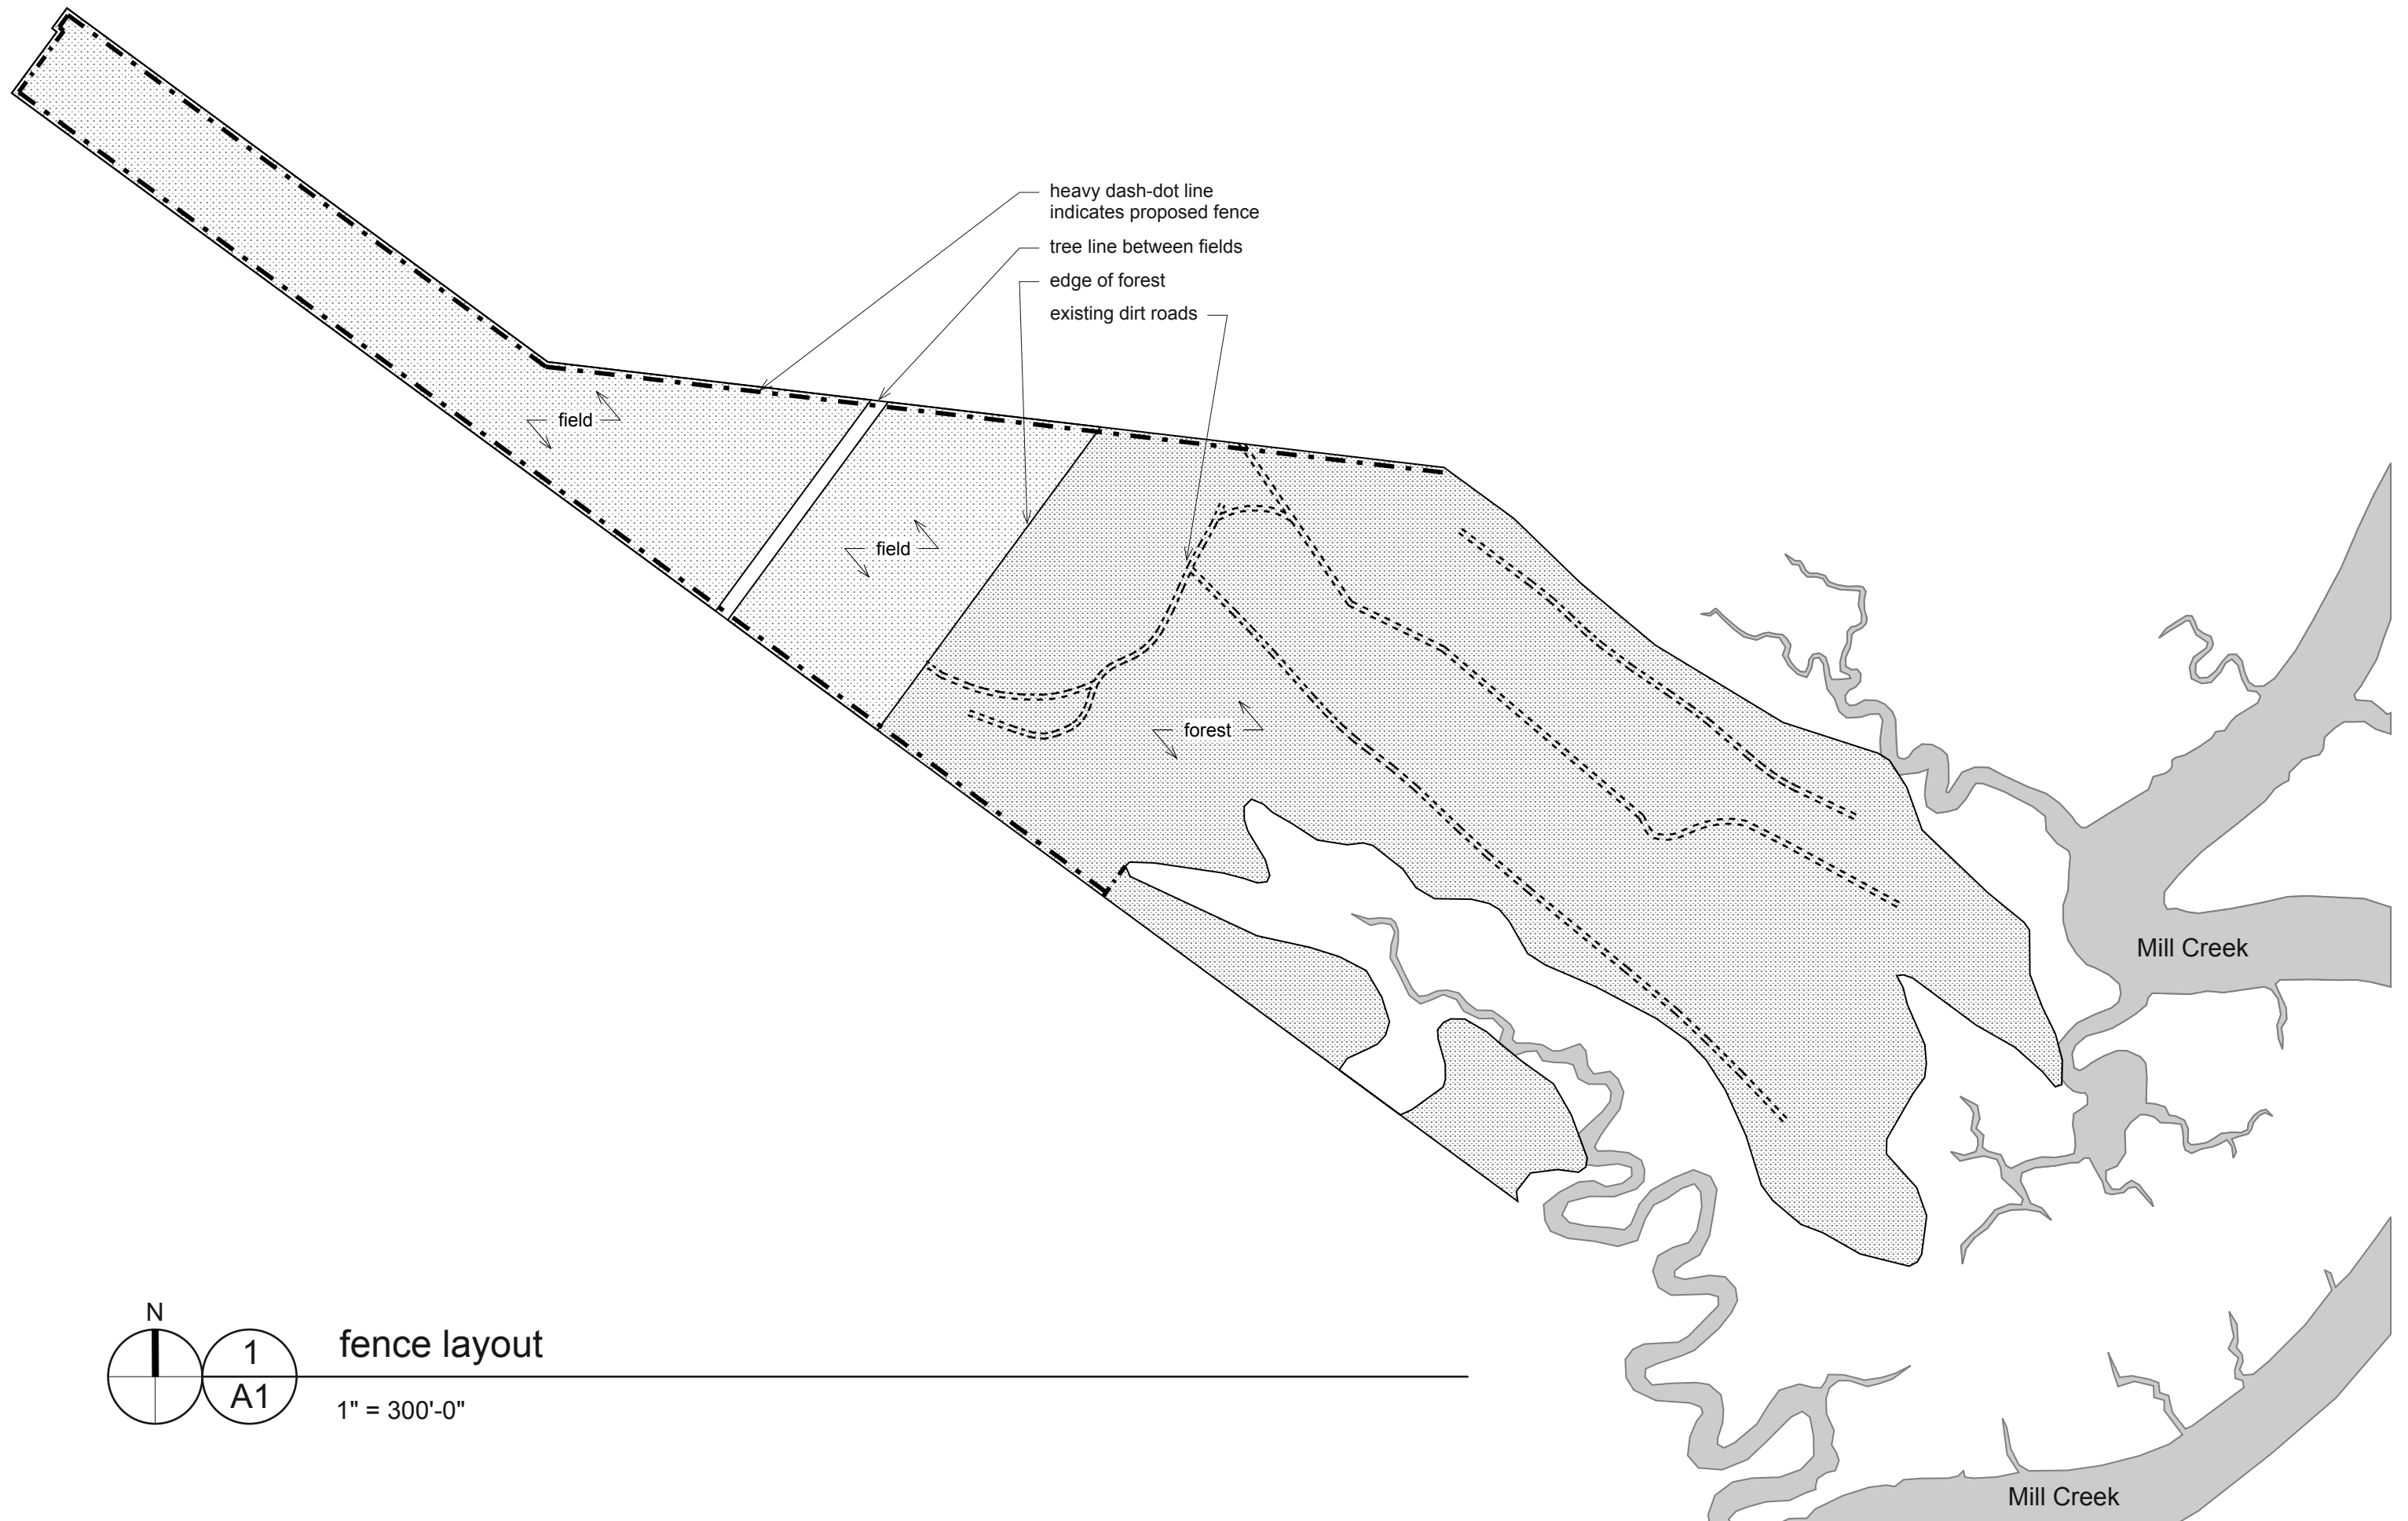 heavy dash-dot line
indicates proposed fence
tree line between fields
edge of forest
existing dirt roads
field
field
forest
Mill Creek
N
1
A1
fence layout
1" = 300'-0"
Mill Creek